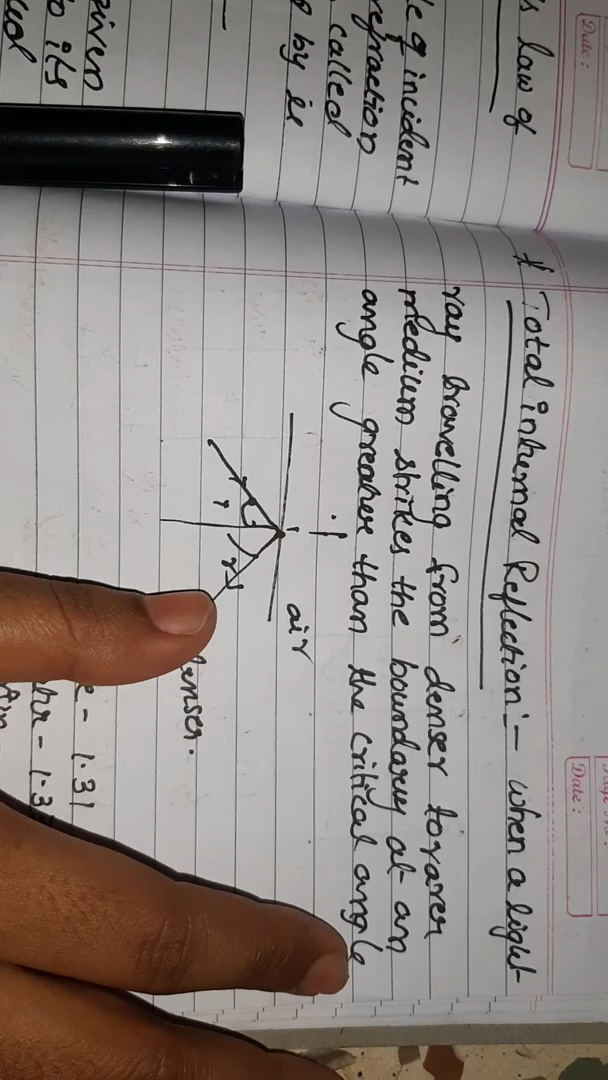 Date :
s law of
le of incident
refraction
called
by is
given
to its
Date :
* Total internal Reflection :- when a light
ray travelling from denser to rarer
medium strikes the boundary at an
angle greater than the critical angle
air
i
r
denser.
- 1.31